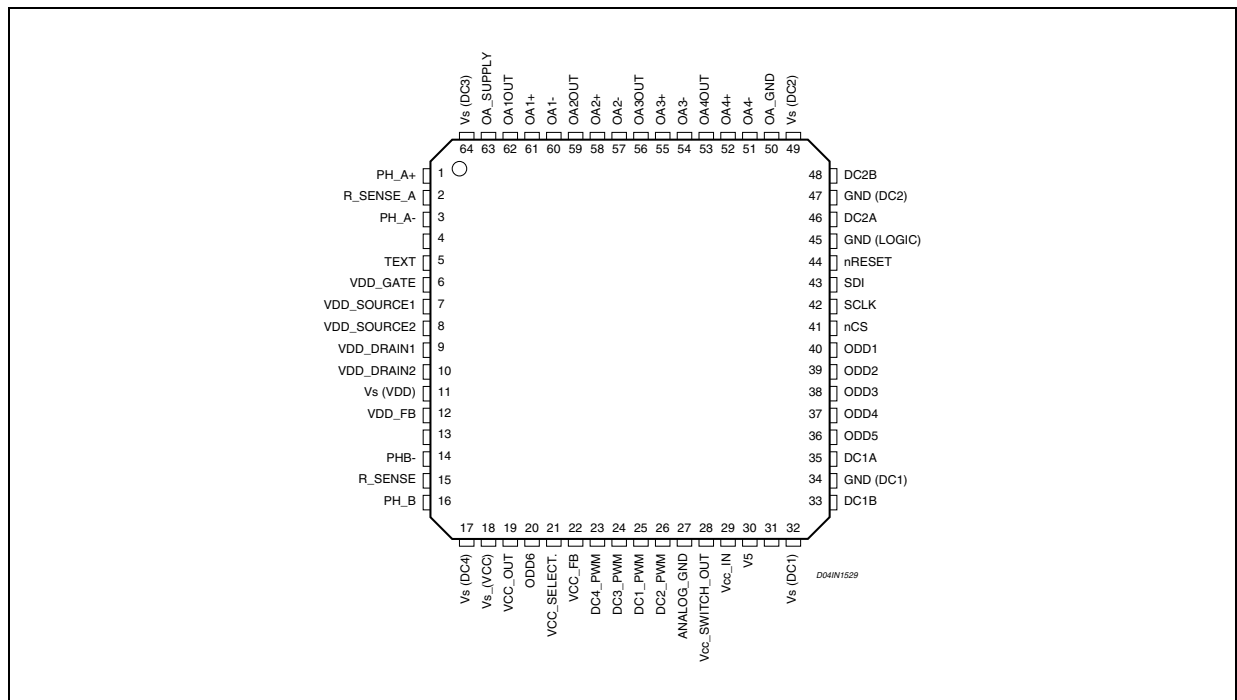 Vs (DC3)
OA_SUPPLY
OA1OUT
OA1+
OA1-
OA2OUT
OA2+
OA2-
OA3OUT
OA3+
OA3-
OA4OUT
OA4+
OA4-
OA_GND
Vs (DC2)
64 63 62 61 60 59 58 57 56 55 54 53 52 51 50 49
PH_A+ 1
R_SENSE_A 2
PH_A- 3
4
TEXT 5
VDD_GATE 6
VDD_SOURCE1 7
VDD_SOURCE2 8
VDD_DRAIN1 9
VDD_DRAIN2 10
Vs (VDD) 11
VDD_FB 12
13
PHB- 14
R_SENSE 15
PH_B 16
48 DC2B
47 GND (DC2)
46 DC2A
45 GND (LOGIC)
44 nRESET
43 SDI
42 SCLK
41 nCS
40 ODD1
39 ODD2
38 ODD3
37 ODD4
36 ODD5
35 DC1A
34 GND (DC1)
33 DC1B
17 18 19 20 21 22 23 24 25 26 27 28 29 30 31 32
Vs (DC4)
Vs_(VCC)
VCC_OUT
ODD6
VCC_SELECT.
VCC_FB
DC4_PWM
DC3_PWM
DC1_PWM
DC2_PWM
ANALOG_GND
Vcc_SWITCH_OUT
Vcc_IN
V5
Vs (DC1)
D04IN1529